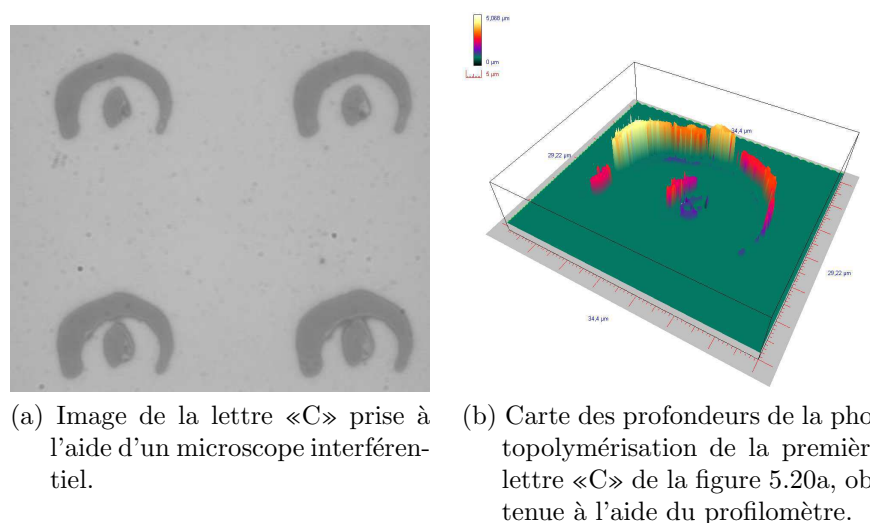 5,068 µm
0 µm
5 µm
34,4 µm
29,22 µm
29,22 µm
34,4 µm
(a) Image de la lettre «C» prise à
l’aide d’un microscope interféren-
tiel.
(b) Carte des profondeurs de la pho
topolymérisation de la premièr
lettre «C» de la figure 5.20a, ob
tenue à l’aide du profilomètre.